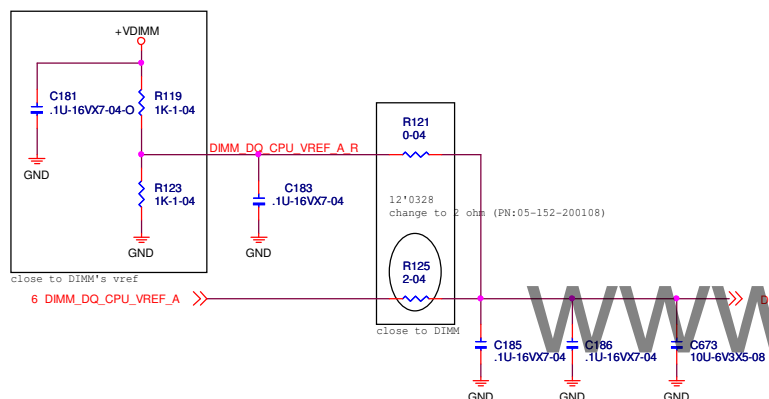 +VDIMM
C181
.1U-16VX7-04-O
R119
1K-1-04
GND
DIMM_DQ_CPU_VREF_A_R
R121
0-04
R123
1K-1-04
GND
C183
.1U-16VX7-04
GND
12'0328
change to 2 ohm (PN:05-152-200108)
close to DIMM's vref
R125
2-04
6 DIMM_DQ_CPU_VREF_A
D
close to DIMM
WWW
C185
.1U-16VX7-04
GND
C186
.1U-16VX7-04
GND
C673
10U-6V3X5-08
GND